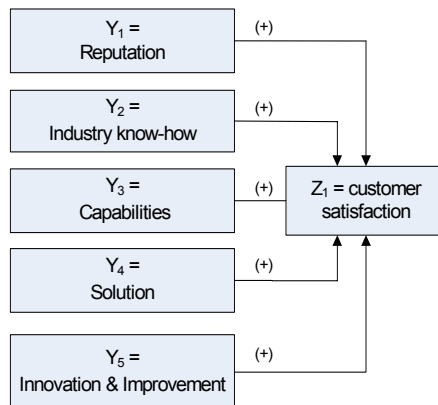 Y₁ =
Reputation
(+)
Y₂ =
Industry know-how
(+)
Y₃ =
Capabilities
(+)
Z₁ = customer
satisfaction
Y₄ =
Solution
(+)
Y₅ =
Innovation & Improvement
(+)